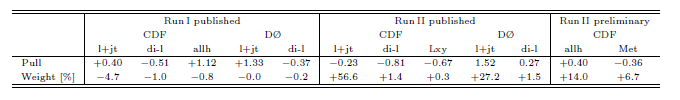 Run I published Run II published Run II preliminary
CDF DØ CDF DØ CDF
l+jt di-l allh l+jt di-l l+jt di-l Lxy l+jt di-l allh Met
Pull +0.40 −0.51 +1.12 +1.33 −0.37 −0.23 −0.81 −0.67 1.52 0.27 +0.40 −0.36
Weight [%] −4.7 −1.0 −0.8 −0.0 −0.2 +56.6 +1.4 +0.3 +27.2 +1.5 +14.0 +6.7